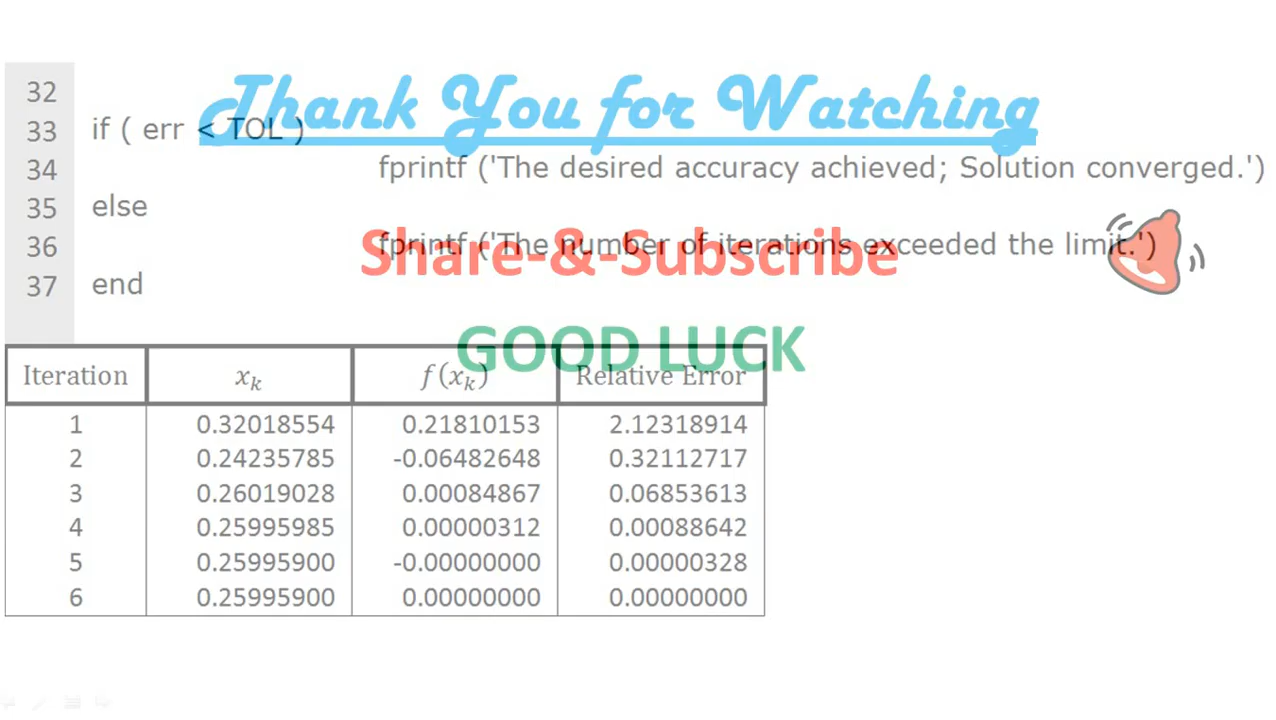 Thank You for Watching
32
33 if ( err < TOL )
34 fprintf ('The desired accuracy achieved; Solution converged.')
35 else
36 fprintf ('The number of iterations exceeded the limit.')
Share-&-Subscribe
37 end
GOOD LUCK
Iteration xₖ f(xₖ) Relative Error
1 0.32018554 0.21810153 2.12318914
2 0.24235785 -0.06482648 0.32112717
3 0.26019028 0.00084867 0.06853613
4 0.25995985 0.00000312 0.00088642
5 0.25995900 -0.00000000 0.00000328
6 0.25995900 0.00000000 0.00000000